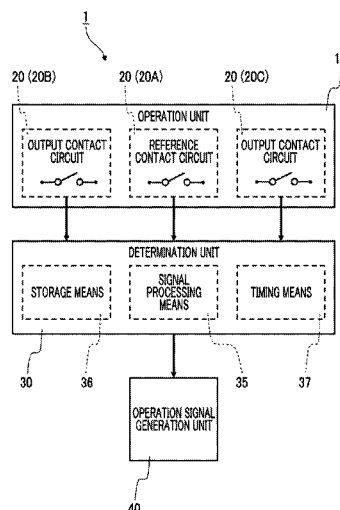 1
20 (20B)
20 (20A)
20 (20C)
1
OPERATION UNIT
OUTPUT CONTACT
CIRCUIT
REFERENCE
CONTACT CIRCUIT
OUTPUT CONTACT
CIRCUIT
DETERMINATION UNIT
STORAGE MEANS
SIGNAL
PROCESSING
MEANS
TIMING MEANS
30
36
35
37
OPERATION SIGNAL
GENERATION UNIT
40